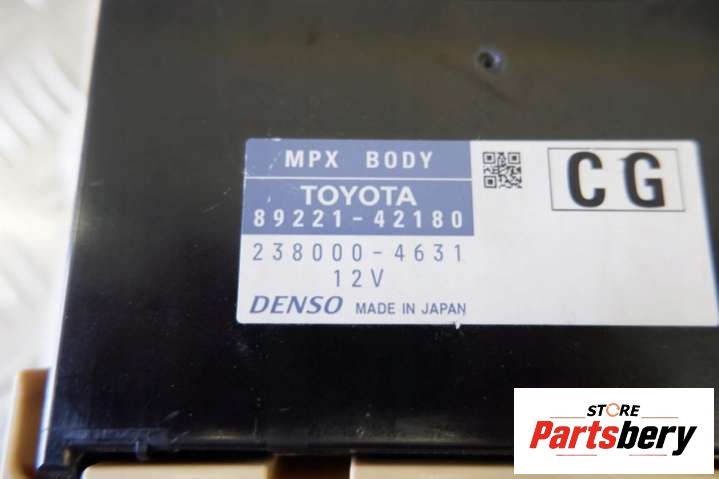 MPX BODY
TOYOTA
89221-42180
238000-4631
12V
DENSO MADE IN JAPAN
CG
STORE
Partsbery